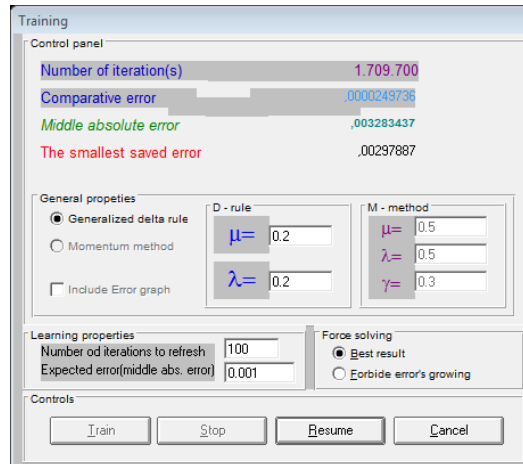 Training
Control panel
Number of iteration(s) 1.709.700
Comparative error ,0000249736
Middle absolute error ,003283437
The smallest saved error ,00297887
General propeties
Generalized delta rule
Momentum method
Include Error graph
D - rule
μ= 0.2
λ= 0.2
M - method
μ= 0.5
λ= 0.5
γ= 0.3
Learning properties
Number od iterations to refresh 100
Expected error(middle abs. error) 0.001
Force solving
Best result
Forbide error's growing
Controls
Train Stop Resume Cancel